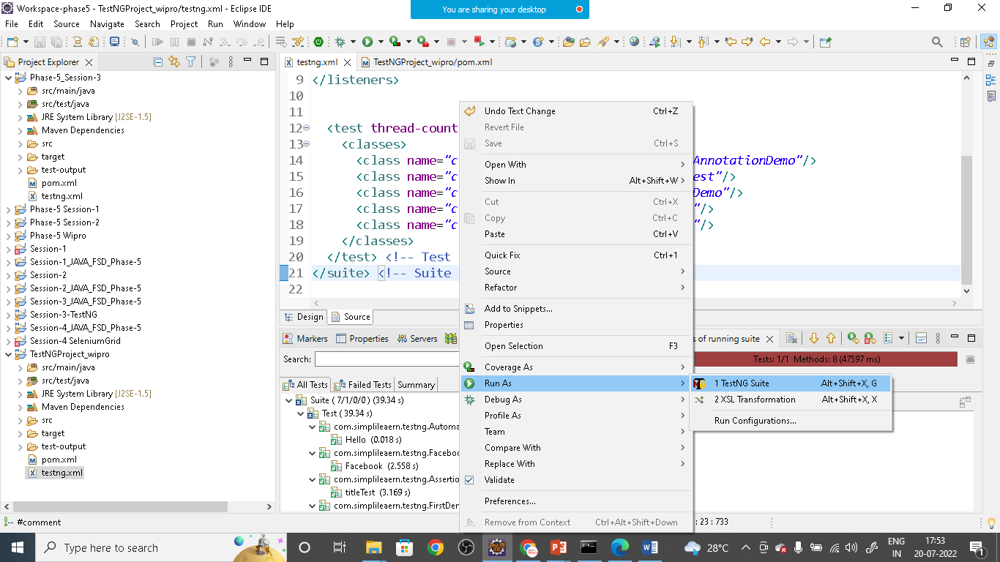 Workspace-phase5 - TestNGProject_wipro/testng.xml - Eclipse IDE
You are sharing your desktop
File Edit Source Navigate Search Project Run Window Help
Project Explorer
testng.xml
TestNGProject_wipro/pom.xml
Phase-5_Session-3
src/main/java
src/test/java
JRE System Library [J2SE-1.5]
Maven Dependencies
src
target
test-output
pom.xml
testng.xml
Phase-5 Session-1
Phase-5 Session-2
Phase-5 Wipro
Session-1
Session-1_JAVA_FSD_Phase-5
Session-2
Session-2_JAVA_FSD_Phase-5
Session-3_JAVA_FSD_Phase-5
Session-3-TestNG
Session-4_JAVA_FSD_Phase-5
Session-4 SeleniumGrid
TestNGProject_wipro
src/main/java
src/test/java
JRE System Library [J2SE-1.5]
Maven Dependencies
src
target
test-output
pom.xml
testng.xml
9 </listeners>
10
11
12 <test thread-count
13 <classes>
14 <class name="c AnnotationDemo"/>
15 <class name="c est"/>
16 <class name="c Demo"/>
17 <class name="c "/>
18 <class name="c "/>
19 </classes>
20 </test> <!-- Test
21 </suite> <!-- Suite
22
Design Source
Undo Text Change Ctrl+Z
Revert File
Save Ctrl+S
Open With
Show In Alt+Shift+W
Cut Ctrl+X
Copy Ctrl+C
Paste Ctrl+V
Quick Fix Ctrl+1
Source
Refactor
Add to Snippets...
Properties
Open Selection F3
Coverage As
Run As
Debug As
Profile As
Team
Compare With
Replace With
Validate
Preferences...
Remove from Context Ctrl+Alt+Shift+Down
1 TestNG Suite Alt+Shift+X, G
2 XSL Transformation Alt+Shift+X, X
Run Configurations...
Markers Properties Servers
s of running suite
Search:
Tests: 1/1 Methods: 8 (47597 ms)
All Tests Failed Tests Summary
Suite ( 7/1/0/0 ) (39.34 s)
Test ( 39.34 s)
com.simplilearn.testng.Automa
Hello (0.018 s)
com.simplilearn.testng.Faceboo
Facebook (2.558 s)
com.simplilearn.testng.Assertio
titleTest (3.169 s)
com.simplilearn.testng.FirstDen
#comment
: 23 : 733
Type here to search
28°C
ENG
IN
17:53
20-07-2022
1